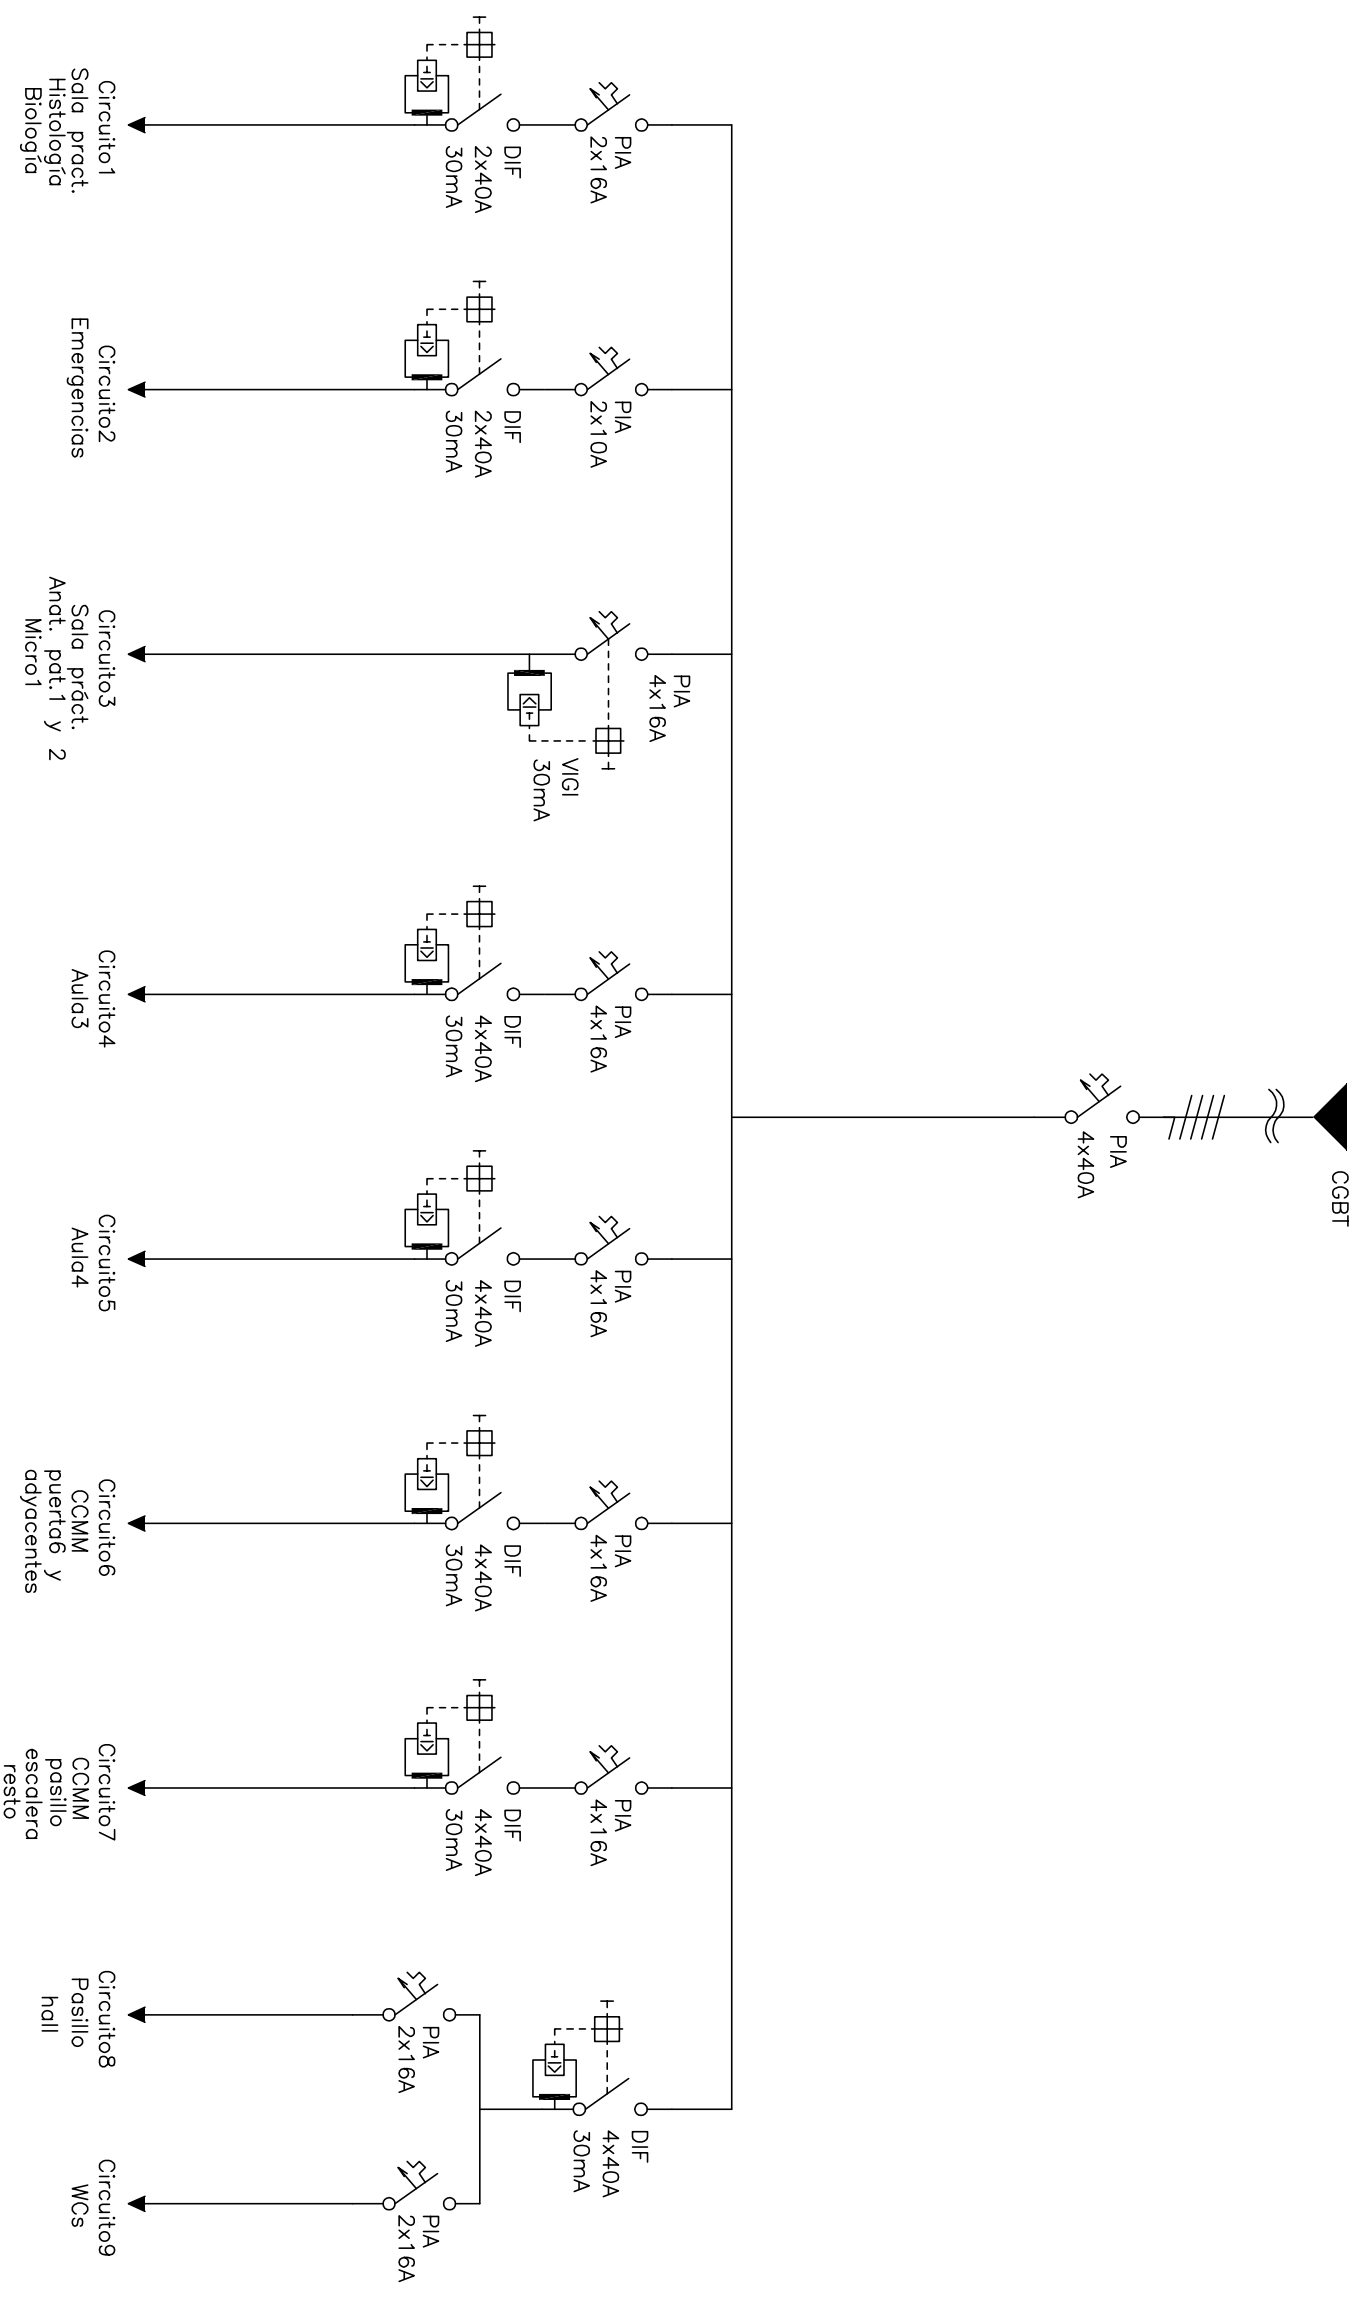 CGBT
PIA
4x40A
PIA
2x16A
DIF
2x40A
30mA
Circuito1
Sala pract.
Histología
Biología
PIA
2x10A
DIF
2x40A
30mA
Circuito2
Emergencias
PIA
4x16A
VIGI
30mA
Circuito3
Sala práct.
Anat. pat.1 y 2
Micro1
PIA
4x16A
DIF
4x40A
30mA
Circuito4
Aula3
PIA
4x16A
DIF
4x40A
30mA
Circuito5
Aula4
PIA
4x16A
DIF
4x40A
30mA
Circuito6
CCMM
puerta6 y
adyacentes
PIA
4x16A
DIF
4x40A
30mA
Circuito7
CCMM
pasillo
escalera
resto
DIF
4x40A
30mA
PIA
2x16A
Circuito8
Pasillo
hall
PIA
2x16A
Circuito9
WCs